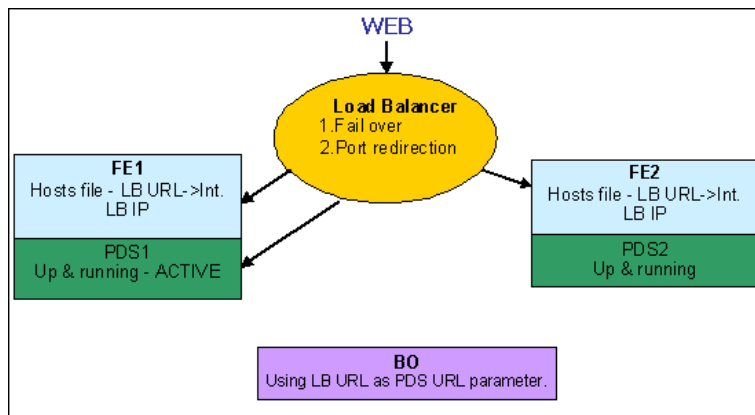 WEB
Load Balancer
1.Fail over
2.Port redirection
FE1
Hosts file - LB URL->Int.
LB IP
PDS1
Up & running - ACTIVE
FE2
Hosts file - LB URL->Int.
LB IP
PDS2
Up & running
BO
Using LB URL as PDS URL parameter.